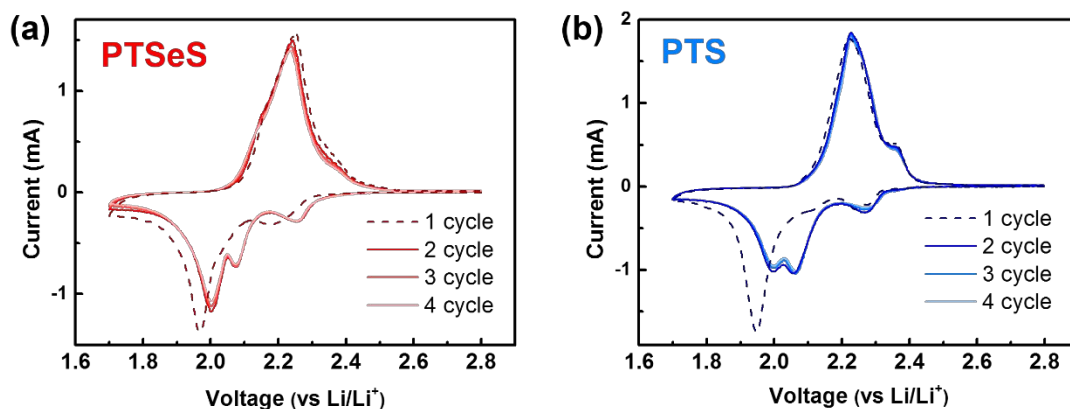 (a)
PTSeS
Current (mA)
1
0
-1
1.6 1.8 2.0 2.2 2.4 2.6 2.8
Voltage (vs Li/Li⁺)
1 cycle
2 cycle
3 cycle
4 cycle
(b)
PTS
Current (mA)
2
1
0
-1
1.6 1.8 2.0 2.2 2.4 2.6 2.8
Voltage (vs Li/Li⁺)
1 cycle
2 cycle
3 cycle
4 cycle